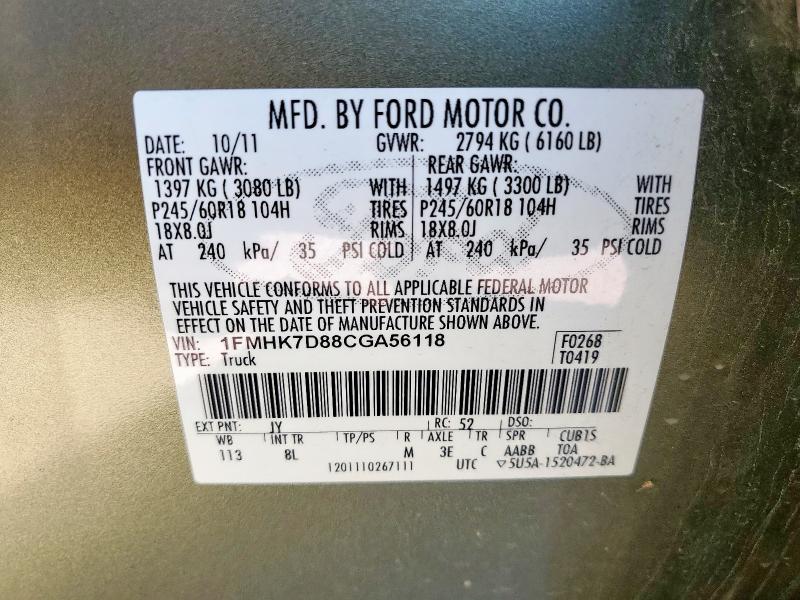 MFD. BY FORD MOTOR CO.
DATE: 10/11 GVWR: 2794 KG ( 6160 LB)
FRONT GAWR: REAR GAWR:
1397 KG ( 3080 LB) WITH 1497 KG ( 3300 LB) WITH
P245/60R18 104H TIRES P245/60R18 104H TIRES
18X8.0J RIMS 18X8.0J RIMS
AT 240 kPa/ 35 PSI COLD AT 240 kPa/ 35 PSI COLD
THIS VEHICLE CONFORMS TO ALL APPLICABLE FEDERAL MOTOR
VEHICLE SAFETY AND THEFT PREVENTION STANDARDS IN
EFFECT ON THE DATE OF MANUFACTURE SHOWN ABOVE.
VIN: 1FMHK7D88CGA56118 F0268
TYPE: Truck T0419
EXT PNT: JY RC: 52 DSO:
WB INT TR TP/PS R AXLE TR SPR CUBIS
113 8L M 3E C AABB TOA
1201110267111 UTC ▽5U5A-1520472-BA